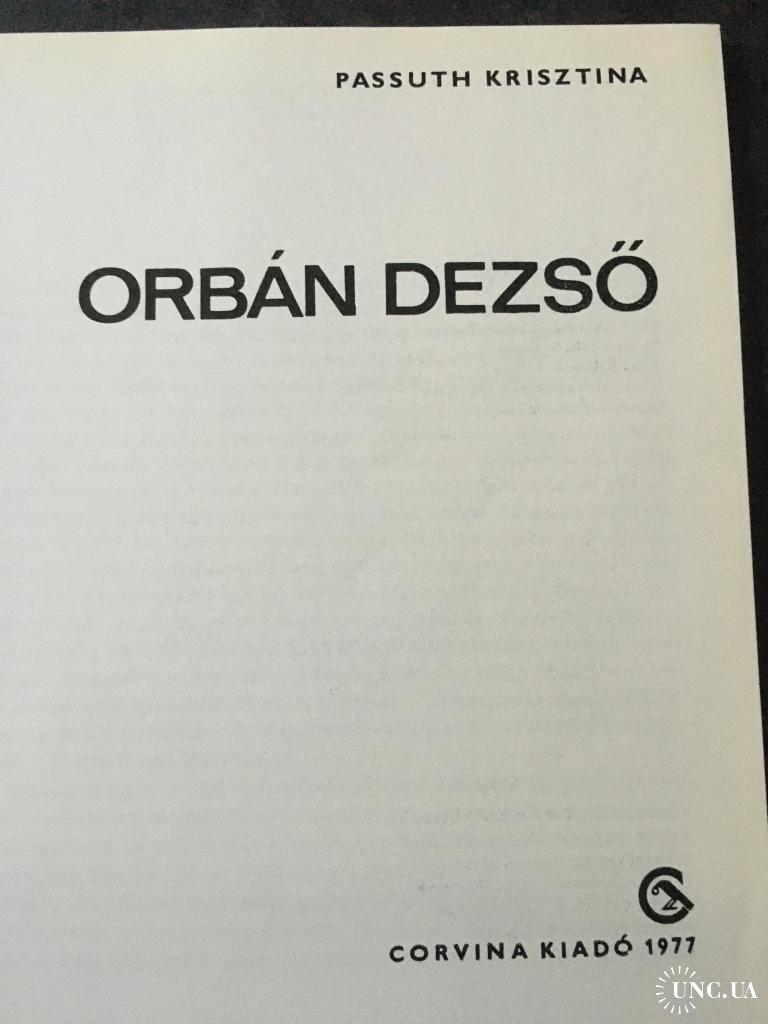 PASSUTH KRISZTINA
ORBÁN DEZSŐ
CORVINA KIADÓ 1977
UNC.UA